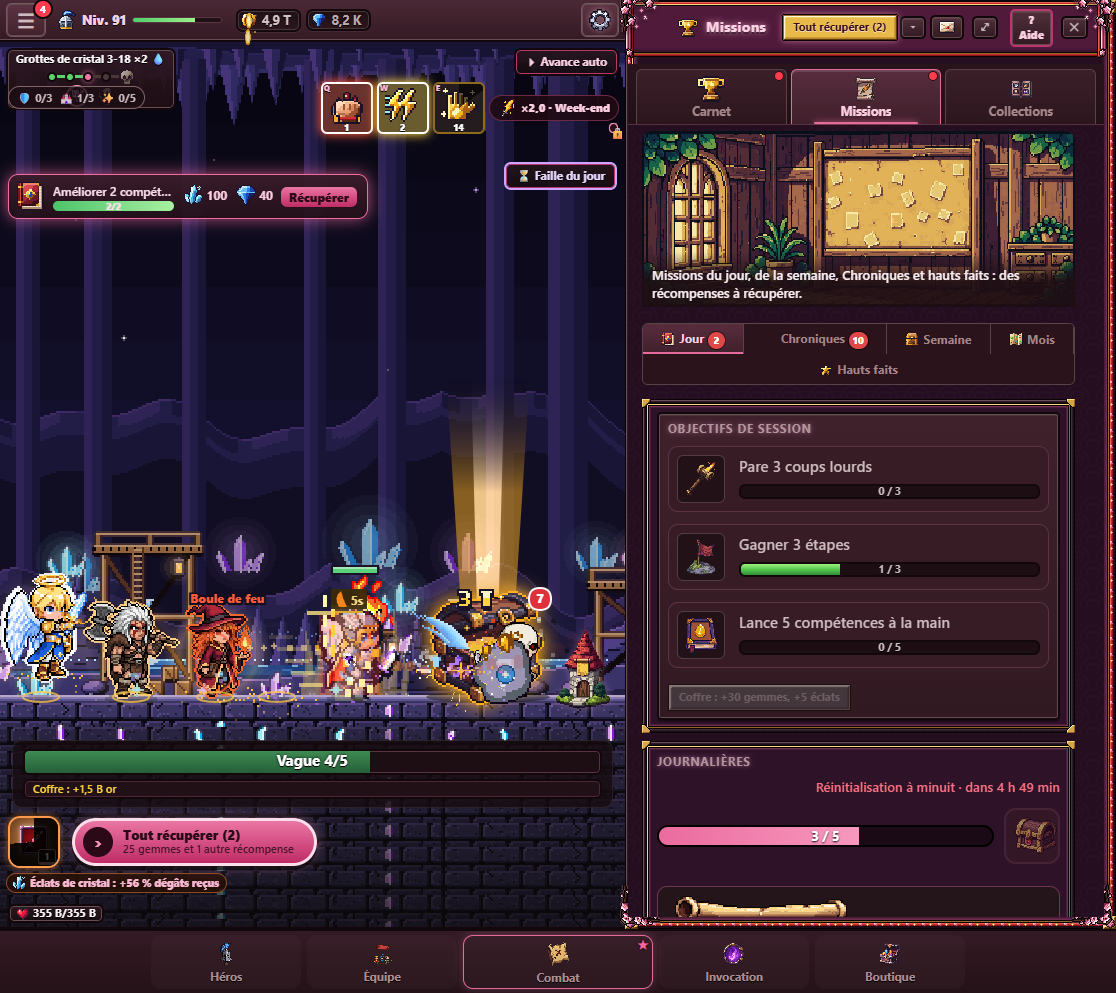 4
Niv. 91
4,9 T
8,2 K
Grottes de cristal 3-18 ×2
0/3
1/3
0/5
Q
1
W
2
E
14
Avance auto
×2,0 - Week-end
Faille du jour
Améliorer 2 compét...
2/2
100
40
Récupérer
Boule de feu
5s
-3 T
7
Vague 4/5
Coffre : +1,5 B or
1
Tout récupérer (2)
25 gemmes et 1 autre récompense
Éclats de cristal : +56 % dégâts reçus
355 B/355 B
Missions
Tout récupérer (2)
?
Aide
Carnet
Missions
Collections
Missions du jour, de la semaine, Chroniques et hauts faits : des
récompenses à récupérer.
Jour 2
Chroniques 10
Semaine
Mois
Hauts faits
OBJECTIFS DE SESSION
Pare 3 coups lourds
0 / 3
Gagner 3 étapes
1 / 3
Lance 5 compétences à la main
0 / 5
Coffre : +30 gemmes, +5 éclats
JOURNALIÈRES
Réinitialisation à minuit · dans 4 h 49 min
3 / 5
Héros
Équipe
Combat
Invocation
Boutique